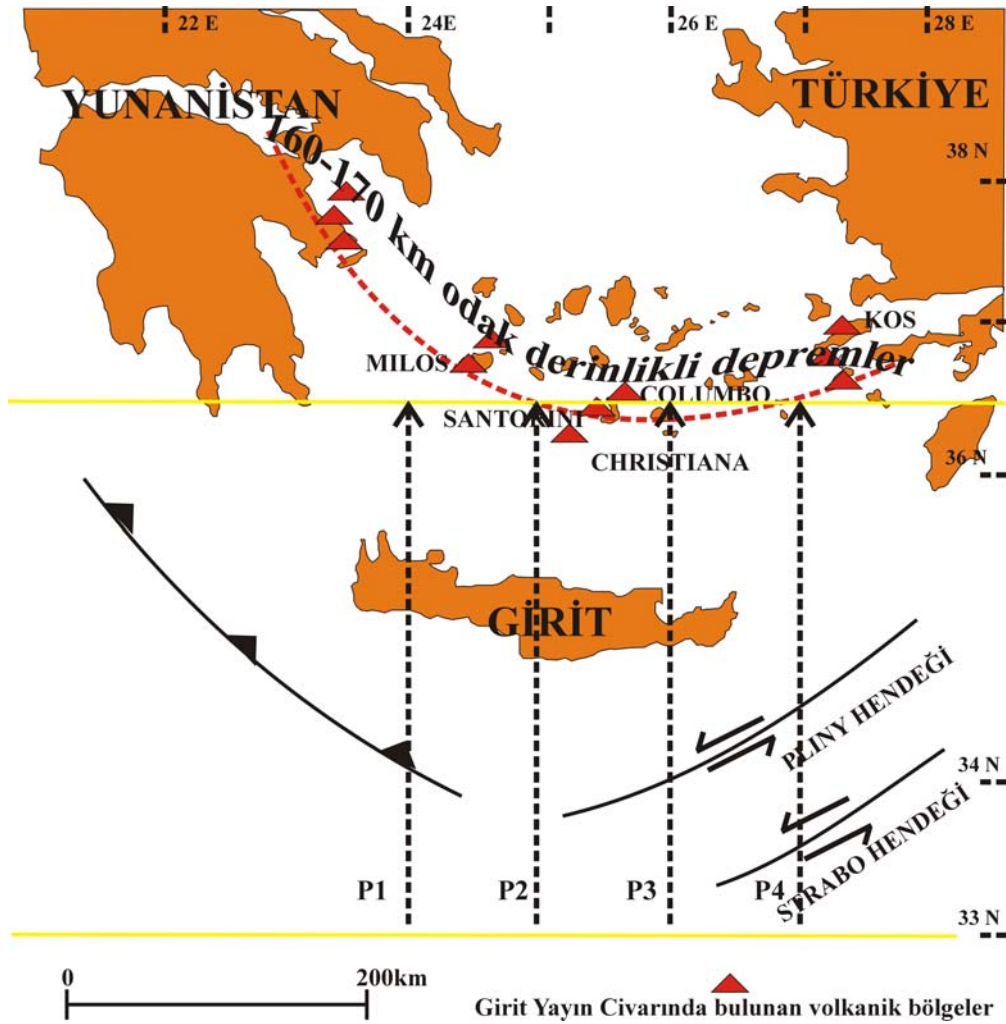 22 E
24E
26 E
28 E
YUNANİSTAN
TÜRKİYE
160-170 km odak derinlikli depremler
38 N
KOS
MILOS
COLUMBO
SANTORINI
CHRISTIANA
36 N
GİRİT
PLINY HENDEĞİ
34 N
STRABO HENDEĞİ
P1
P2
P3
P4
33 N
0
200km
Girit Yayın Civarında bulunan volkanik bölgeler